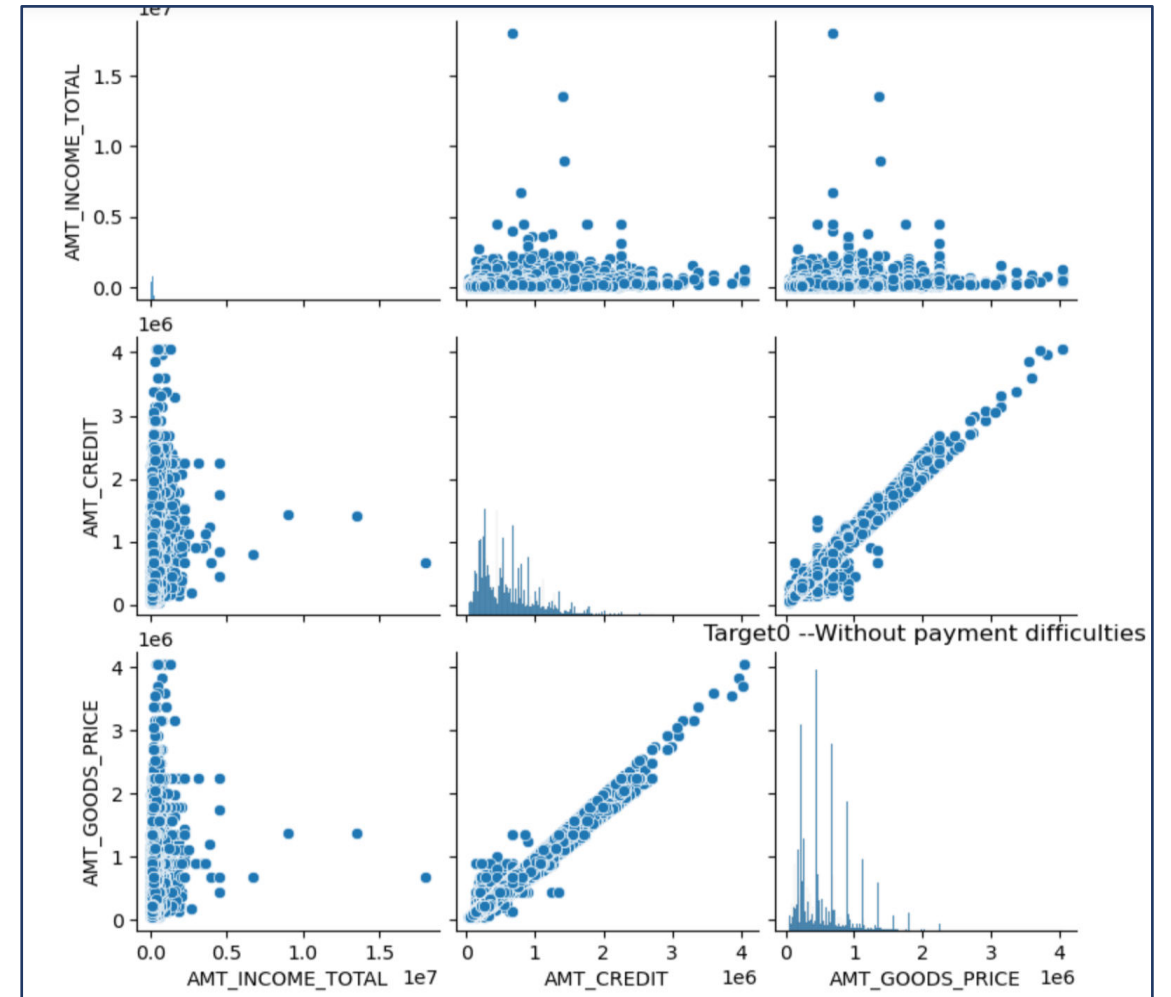 1e7
AMT_INCOME_TOTAL
1.5
1.0
0.5
0.0
1e6
AMT_CREDIT
4
3
2
1
0
Target0 --Without payment difficulties
1e6
AMT_GOODS_PRICE
4
3
2
1
0
0.0 0.5 1.0 1.5
0 1 2 3 4
0 1 2 3 4
AMT_INCOME_TOTAL 1e7
AMT_CREDIT 1e6
AMT_GOODS_PRICE 1e6